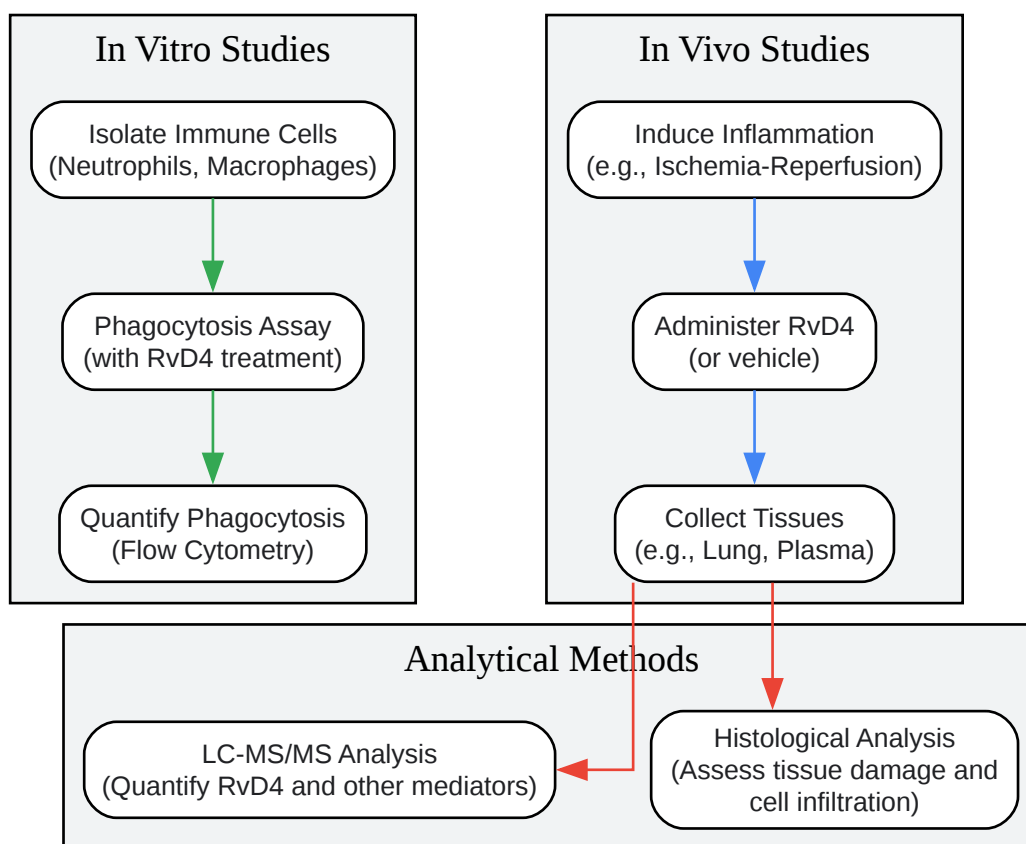 In Vitro Studies
Isolate Immune Cells
(Neutrophils, Macrophages)
Phagocytosis Assay
(with RvD4 treatment)
Quantify Phagocytosis
(Flow Cytometry)
In Vivo Studies
Induce Inflammation
(e.g., Ischemia-Reperfusion)
Administer RvD4
(or vehicle)
Collect Tissues
(e.g., Lung, Plasma)
Analytical Methods
LC-MS/MS Analysis
(Quantify RvD4 and other mediators)
Histological Analysis
(Assess tissue damage and
cell infiltration)